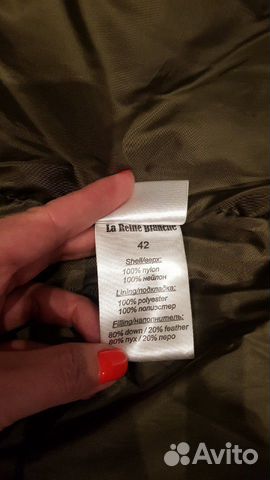 La Reine Blanche
42
Shell/верх:
100% nylon
100% нейлон
Lining/подкладка:
100% polyester
100% полиэстер
Filling/наполнитель:
80% down / 20% feather
80% пух / 20% перо
Avito